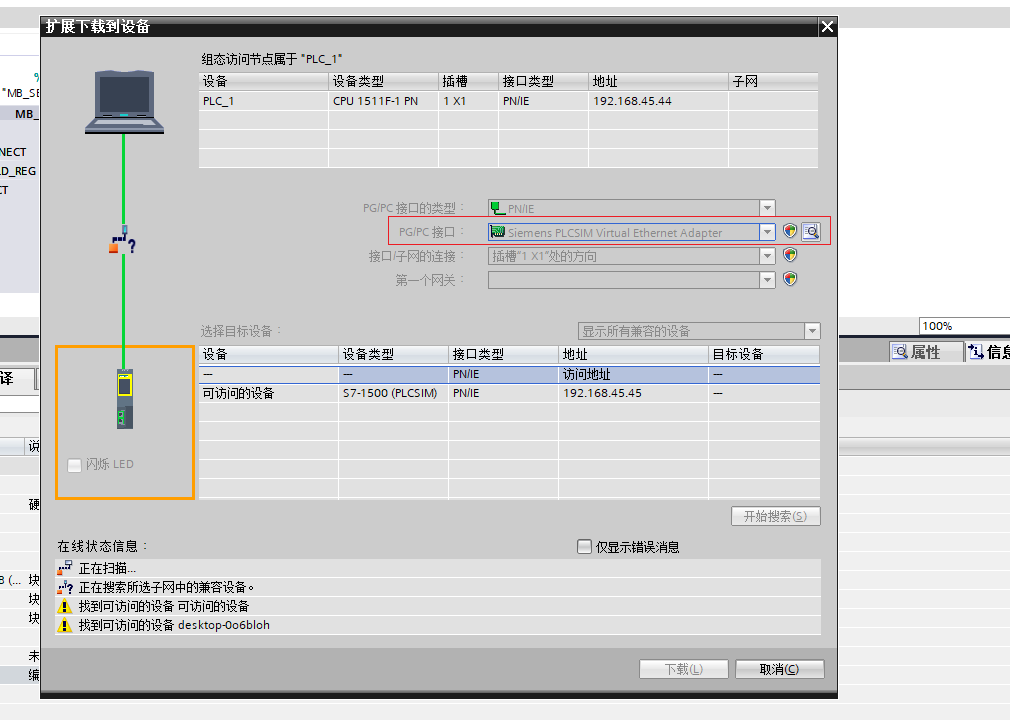 扩展下载到设备
组态访问节点属于 "PLC_1"
设备 设备类型 插槽 接口类型 地址 子网
PLC_1 CPU 1511F-1 PN 1 X1 PN/IE 192.168.45.44
"MB_SE
MB_
NECT
LD_REG
CT
PG/PC 接口的类型：
PN/IE
PG/PC 接口：
Siemens PLCSIM Virtual Ethernet Adapter
接口/子网的连接：
插槽"1 X1"处的方向
第一个网关：
100%
选择目标设备：
显示所有兼容的设备
属性
信息
设备 设备类型 接口类型 地址 目标设备
-- -- PN/IE 访问地址 --
可访问的设备 S7-1500 (PLCSIM) PN/IE 192.168.45.45 --
译
说
闪烁 LED
硬
开始搜索(S)
在线状态信息：
仅显示错误消息
正在扫描...
正在搜索所选子网中的兼容设备。
找到可访问的设备 可访问的设备
找到可访问的设备 desktop-0o6bloh
B (... 块
块
块
未
编
下载(L)
取消(C)